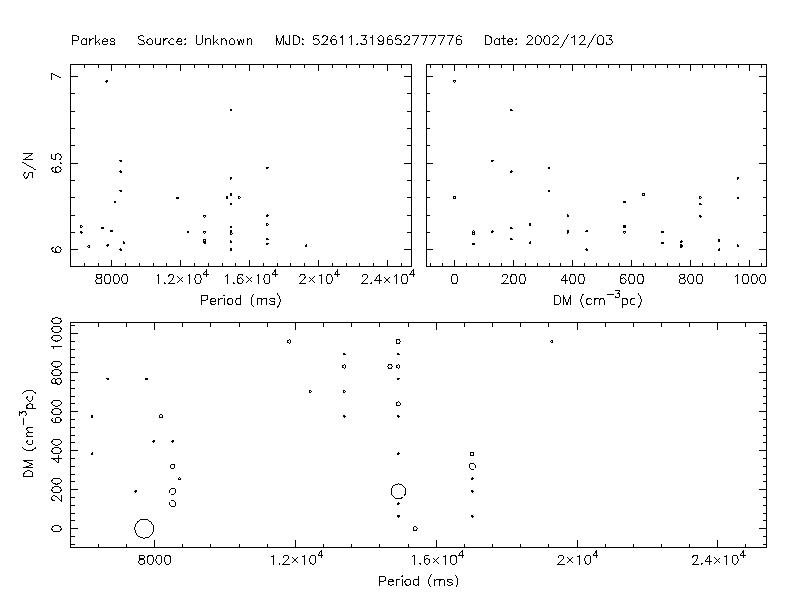 Parkes Source: Unknown MJD: 52611.319652777776 Date: 2002/12/03
7
6.5
6
S/N
8000 1.2×10⁴ 1.6×10⁴ 2×10⁴ 2.4×10⁴
Period (ms)
0 200 400 600 800 1000
DM (cm⁻³pc)
1000
800
600
400
200
0
DM (cm⁻³pc)
8000 1.2×10⁴ 1.6×10⁴ 2×10⁴ 2.4×10⁴
Period (ms)